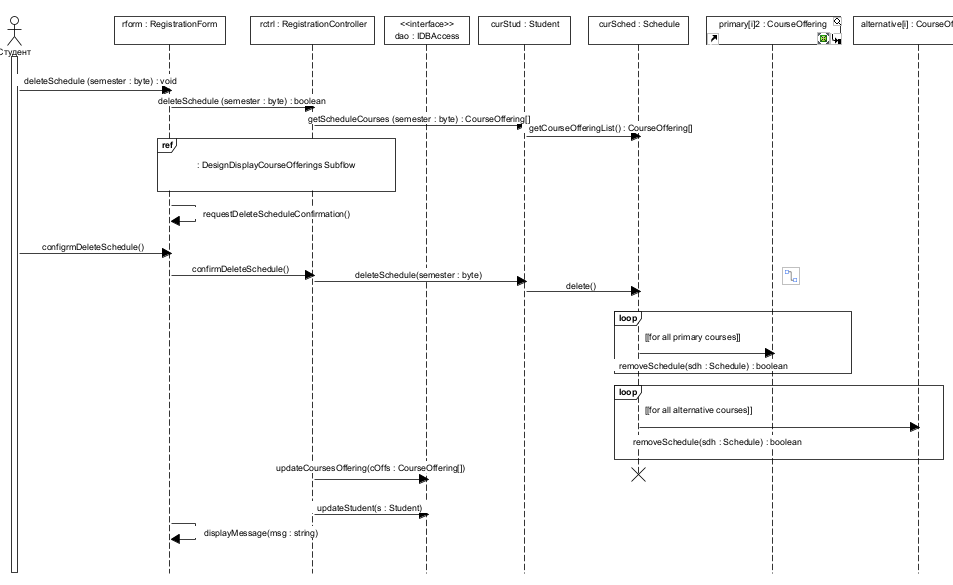 rform : RegistrationForm
rctrl : RegistrationController
<<interface>>
dao : IDBAccess
curStud : Student
curSched : Schedule
primary[i]2 : CourseOffering
alternative[i] : CourseOf
Студент
deleteSchedule (semester : byte) : void
deleteSchedule (semester : byte) : boolean
getScheduleCourses (semester : byte) : CourseOffering[]
getCourseOfferingList() : CourseOffering[]
ref
: DesignDisplayCourseOfferings Subflow
requestDeleteScheduleConfirmation()
configrmDeleteSchedule()
confirmDeleteSchedule()
deleteSchedule(semester : byte)
delete()
loop
[[for all primary courses]]
removeSchedule(sdh : Schedule) : boolean
loop
[[for all alternative courses]]
removeSchedule(sdh : Schedule) : boolean
updateCoursesOffering(cOffs : CourseOffering[])
updateStudent(s : Student)
displayMessage(msg : string)